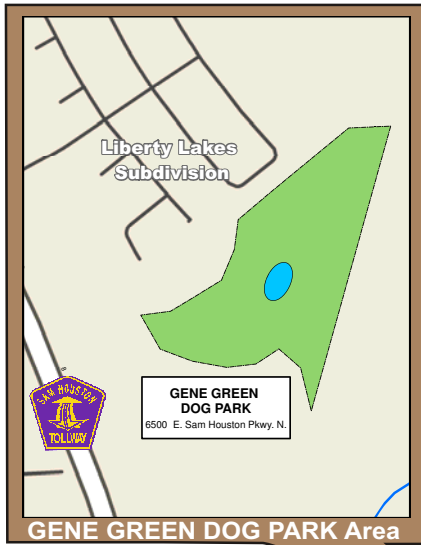 Liberty Lakes
Subdivision
SAM HOUSTON
TOLLWAY
GENE GREEN
DOG PARK
6500 E. Sam Houston Pkwy. N.
GENE GREEN DOG PARK Area